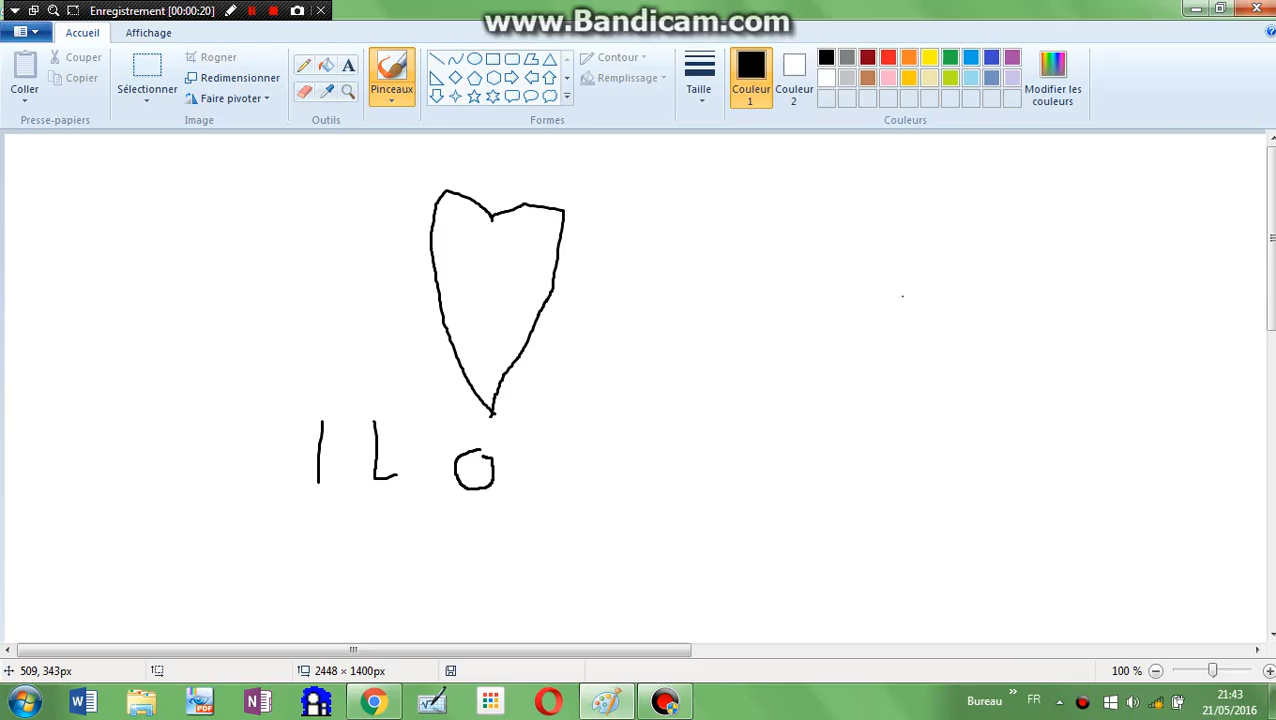 www.Bandicam.com
Enregistrement [00:00:20]
Accueil Affichage
Coller
Couper
Copier
Presse-papiers
Sélectionner
Rogner
Redimensionner
Faire pivoter
Image
A
Outils
Pinceaux
Contour
Remplissage
Formes
Taille
Couleur 1
Couleur 2
Modifier les couleurs
Couleurs
I L O
509, 343px
2448 × 1400px
100 %
Bureau
FR
21:43
21/05/2016